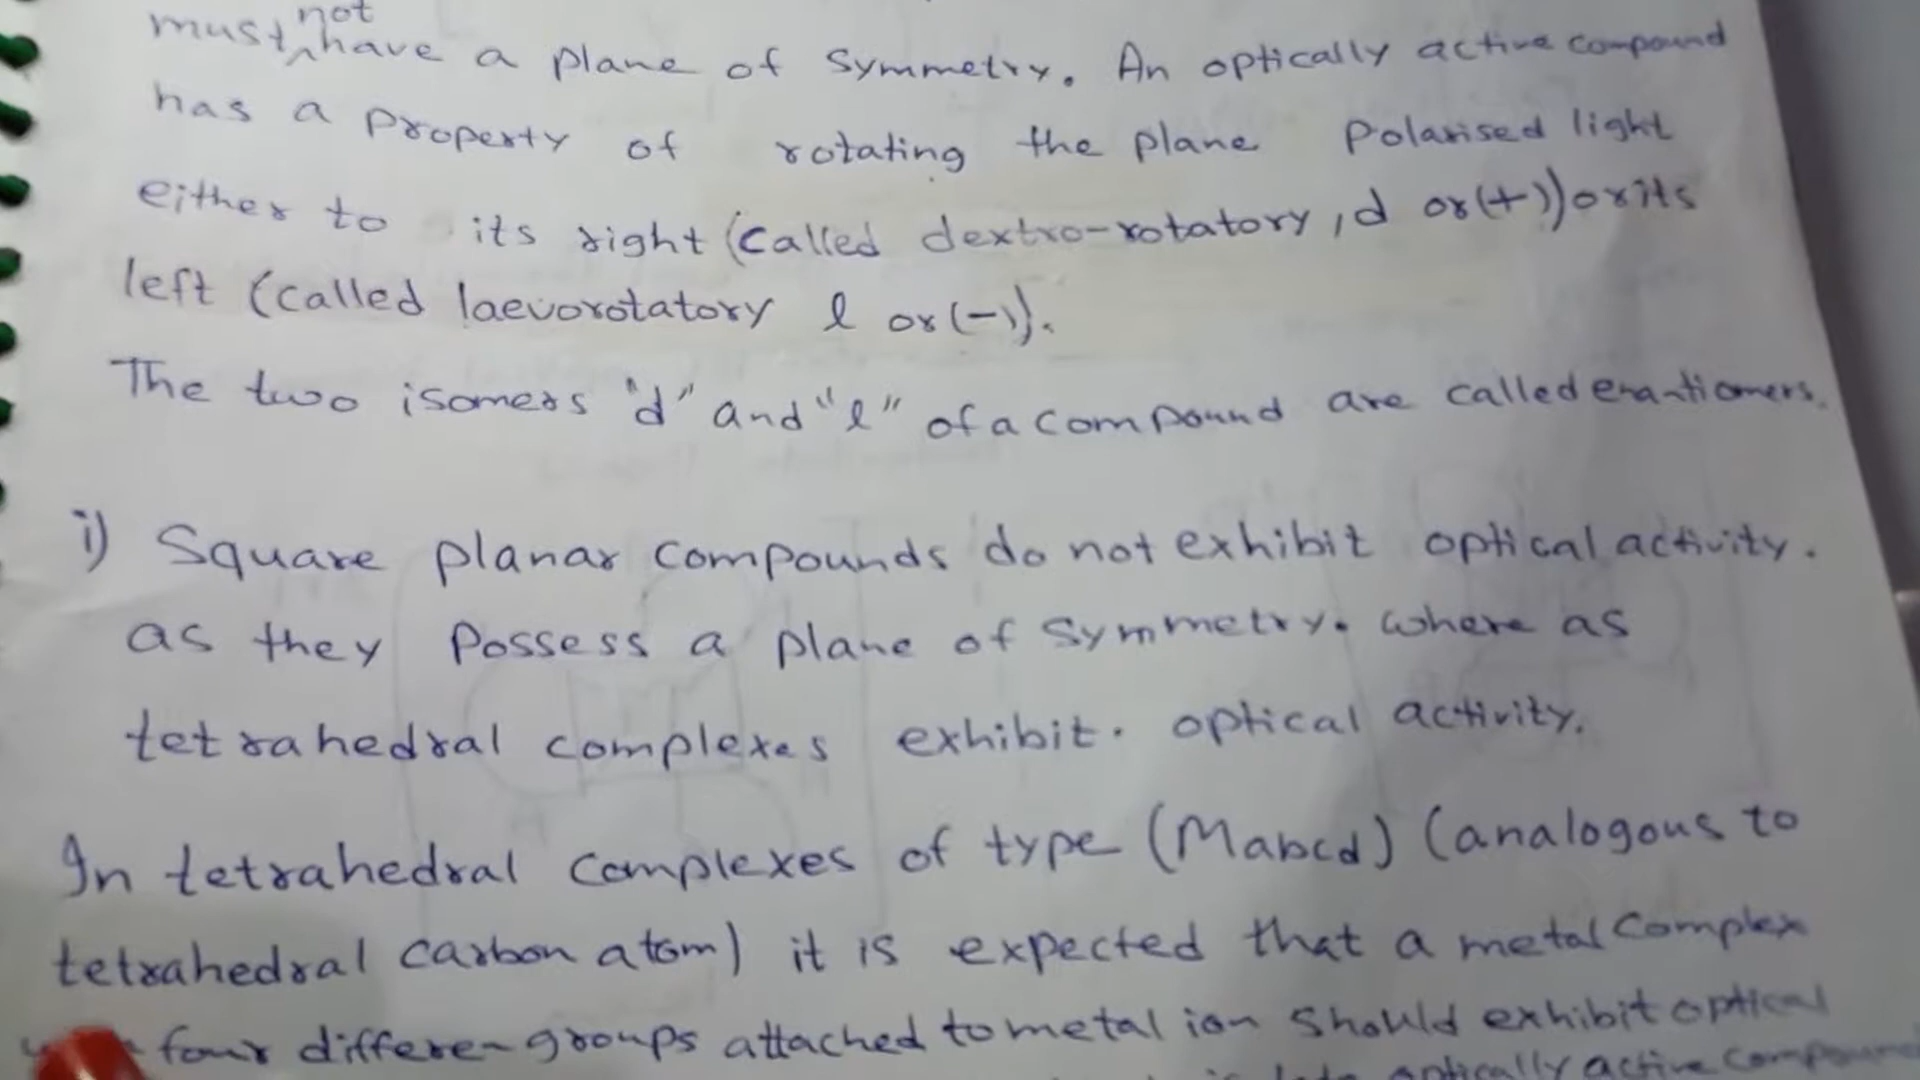 must not have a plane of symmetry. An optically active compound
has a property of rotating the plane polarised light
either to its right (called dextro-rotatory, d or (+)) or its
left (called laevorotatory l or (-)).
The two isomers "d" and "l" of a compound are called enantiomers.
i) Square planar compounds do not exhibit optical activity.
as they possess a plane of symmetry. where as
tetrahedral complexes exhibit. optical activity.
In tetrahedral complexes of type (Mabcd) (analogous to
tetrahedral carbon atom) it is expected that a metal complex
four differen groups attached to metal ion should exhibit optical
optically active compound